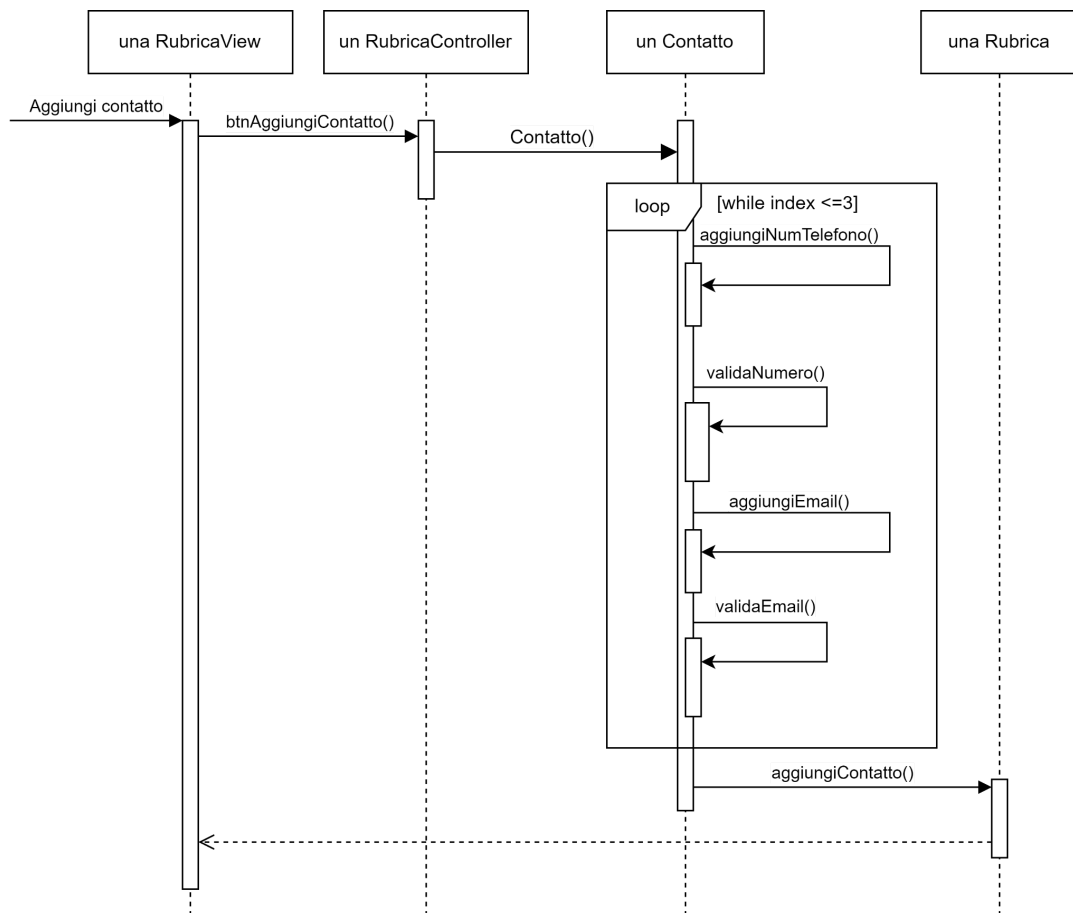 una RubricaView
un RubricaController
un Contatto
una Rubrica
Aggiungi contatto
btnAggiungiContatto()
Contatto()
loop
[while index <=3]
aggiungiNumTelefono()
validaNumero()
aggiungiEmail()
validaEmail()
aggiungiContatto()